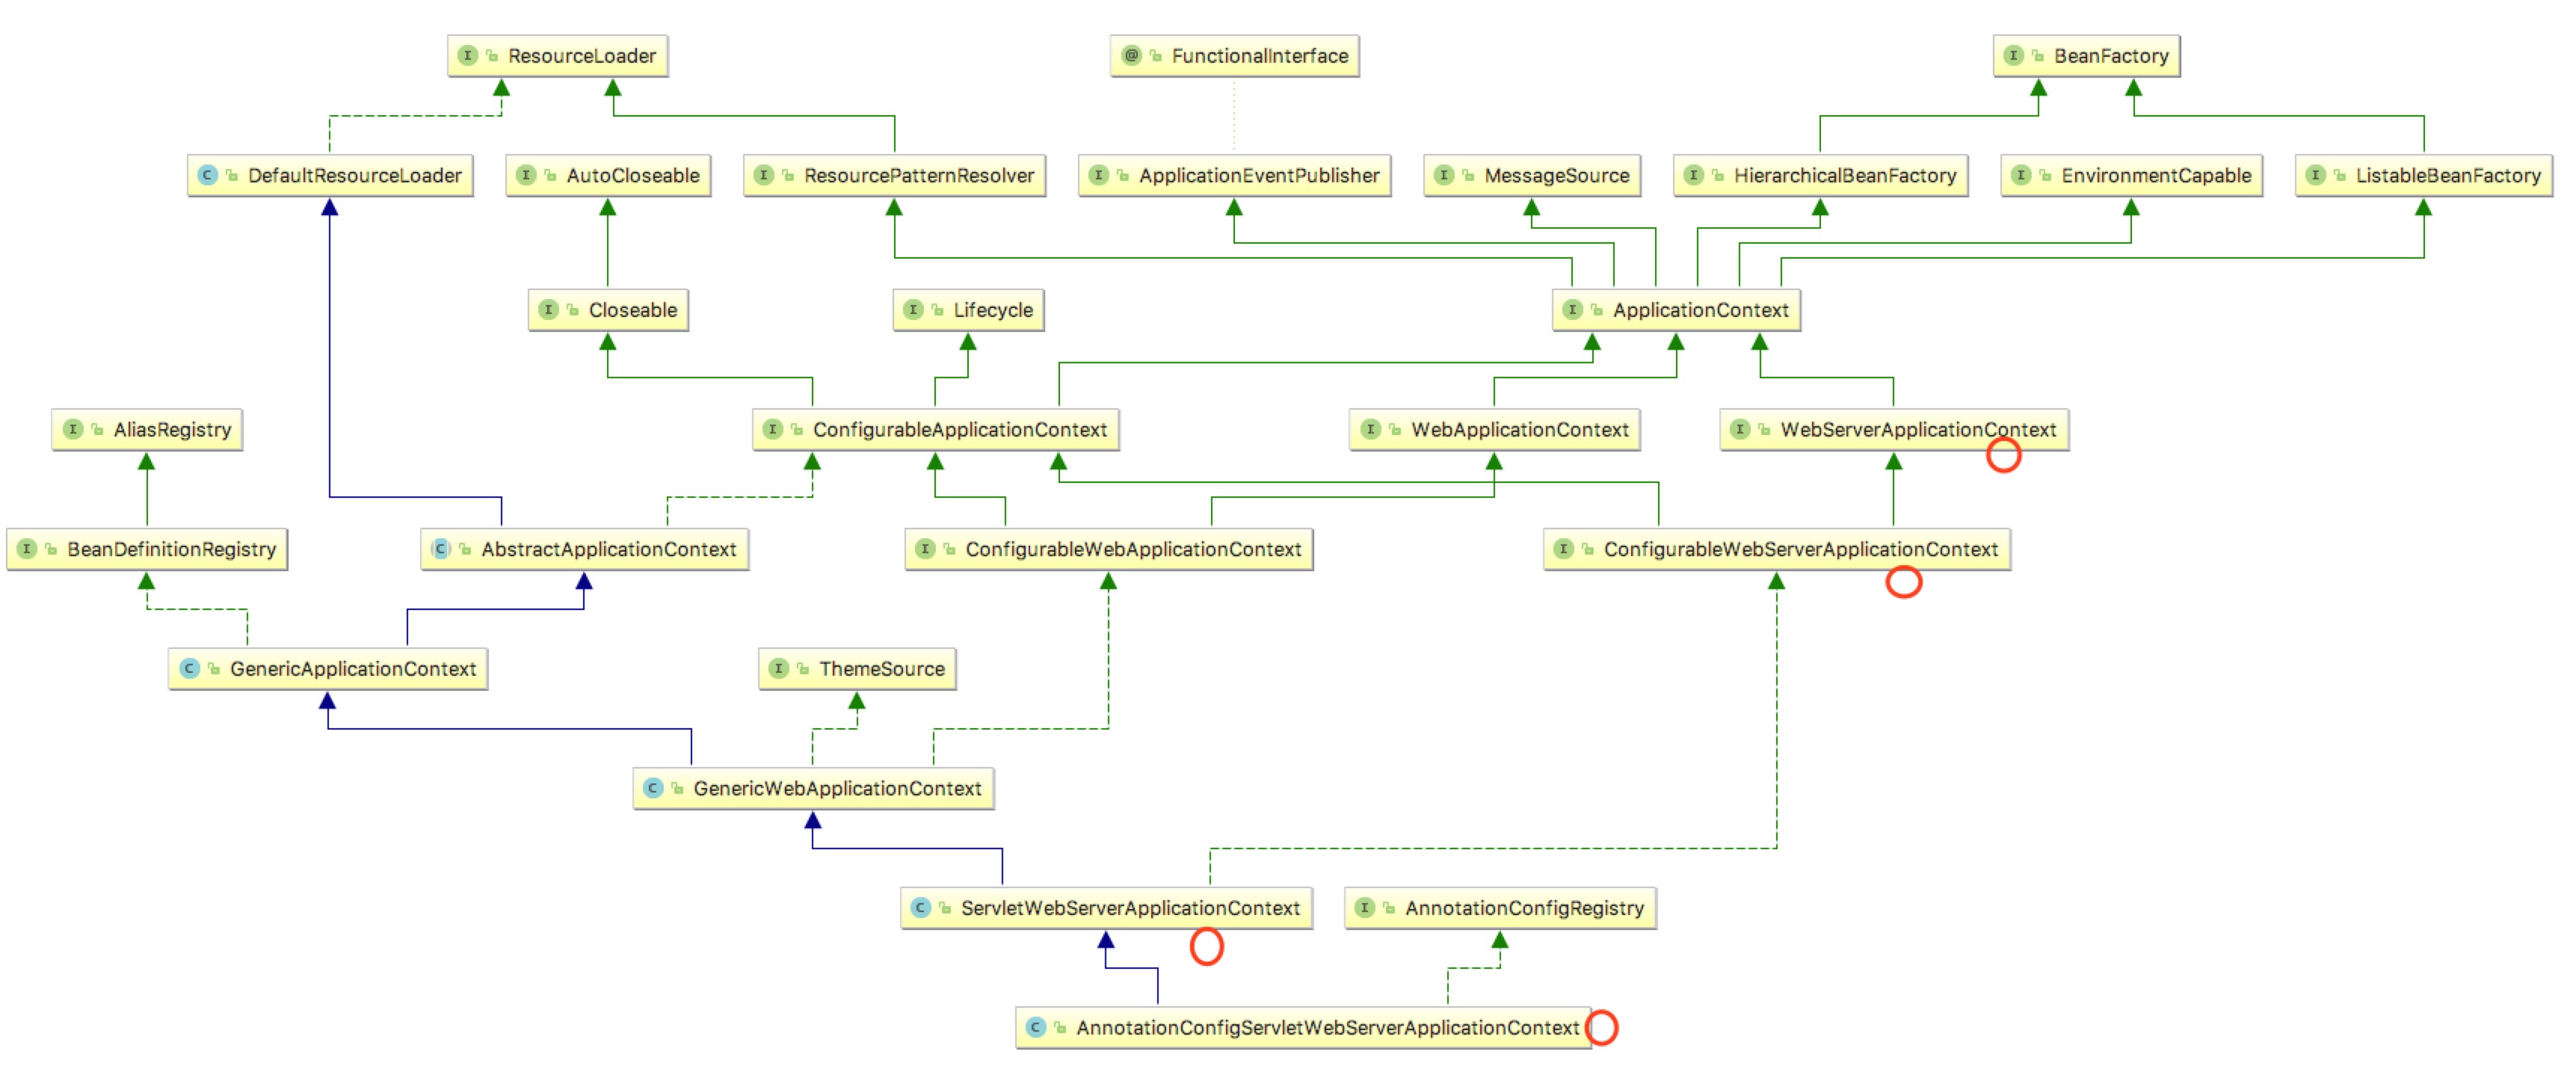 I ResourceLoader
@ FunctionalInterface
I BeanFactory
C DefaultResourceLoader
I AutoCloseable
I ResourcePatternResolver
I ApplicationEventPublisher
I MessageSource
I HierarchicalBeanFactory
I EnvironmentCapable
I ListableBeanFactory
I Closeable
I Lifecycle
I ApplicationContext
I AliasRegistry
I ConfigurableApplicationContext
I WebApplicationContext
I WebServerApplicationContext
I BeanDefinitionRegistry
C AbstractApplicationContext
I ConfigurableWebApplicationContext
I ConfigurableWebServerApplicationContext
C GenericApplicationContext
I ThemeSource
C GenericWebApplicationContext
C ServletWebServerApplicationContext
I AnnotationConfigRegistry
C AnnotationConfigServletWebServerApplicationContext